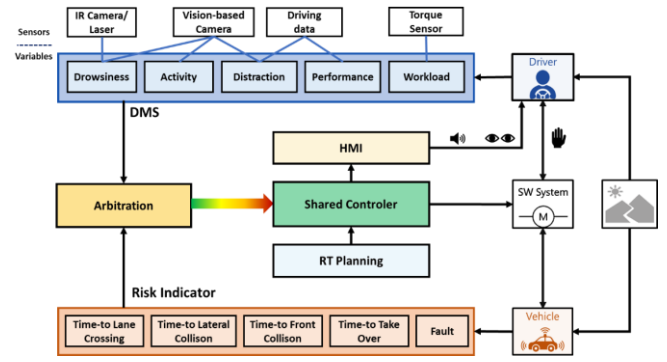 Sensors
Variables
IR Camera/
Laser
Vision-based
Camera
Driving
data
Torque
Sensor
Drowsiness
Activity
Distraction
Performance
Workload
Driver
DMS
HMI
Arbitration
Shared Controler
SW System
M
RT Planning
Risk Indicator
Time-to Lane
Crossing
Time-to Lateral
Collison
Time-to Front
Collison
Time-to Take
Over
Fault
Vehicle